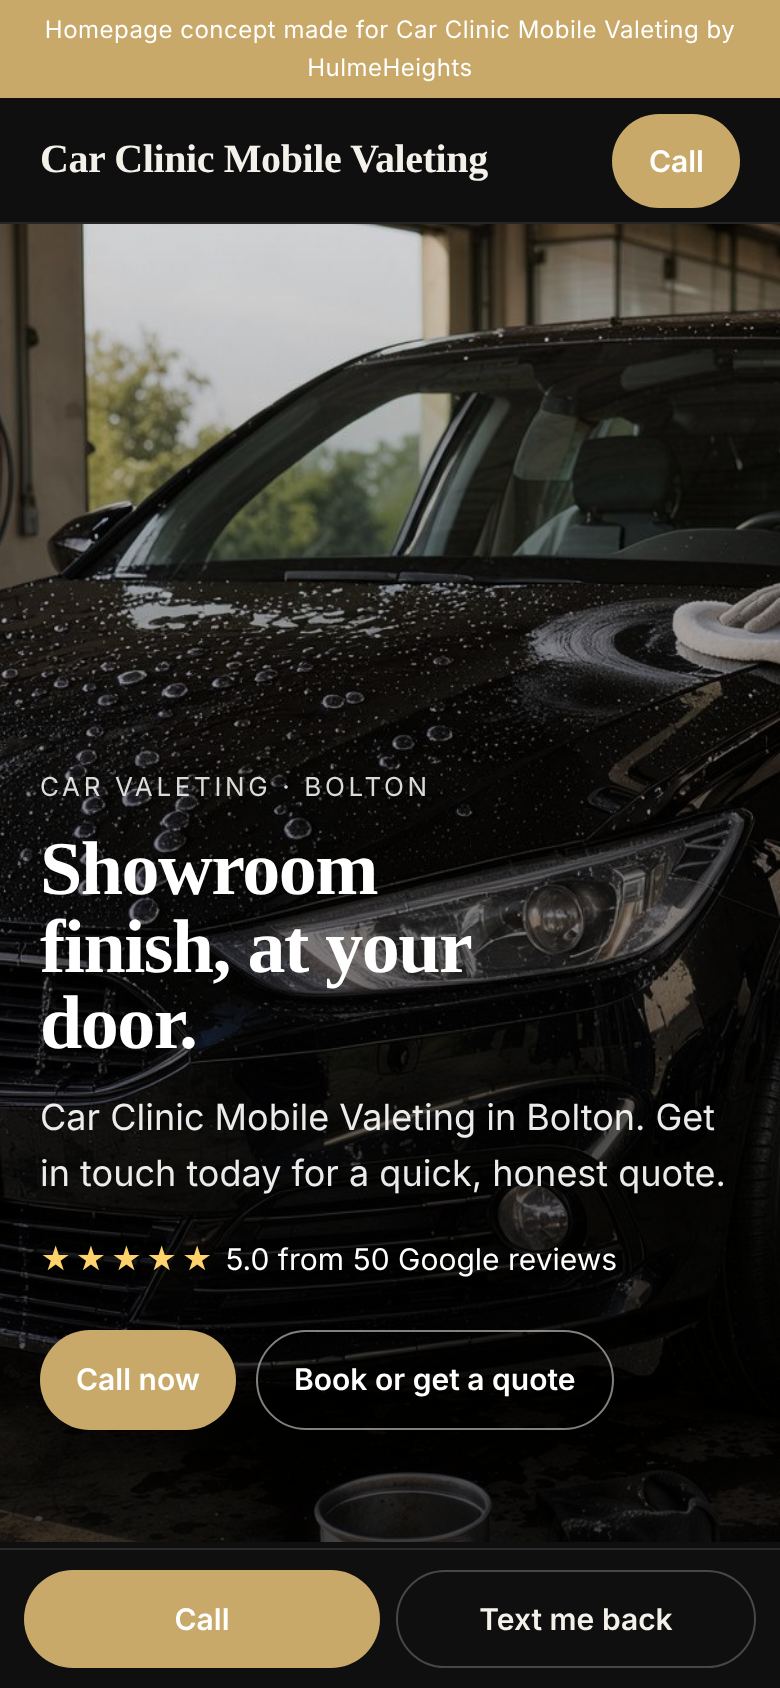 Homepage concept made for Car Clinic Mobile Valeting by
HulmeHeights
Car Clinic Mobile Valeting
Call
CAR VALETING · BOLTON
Showroom
finish, at your
door.
Car Clinic Mobile Valeting in Bolton. Get
in touch today for a quick, honest quote.
★★★★★ 5.0 from 50 Google reviews
Call now
Book or get a quote
Call
Text me back